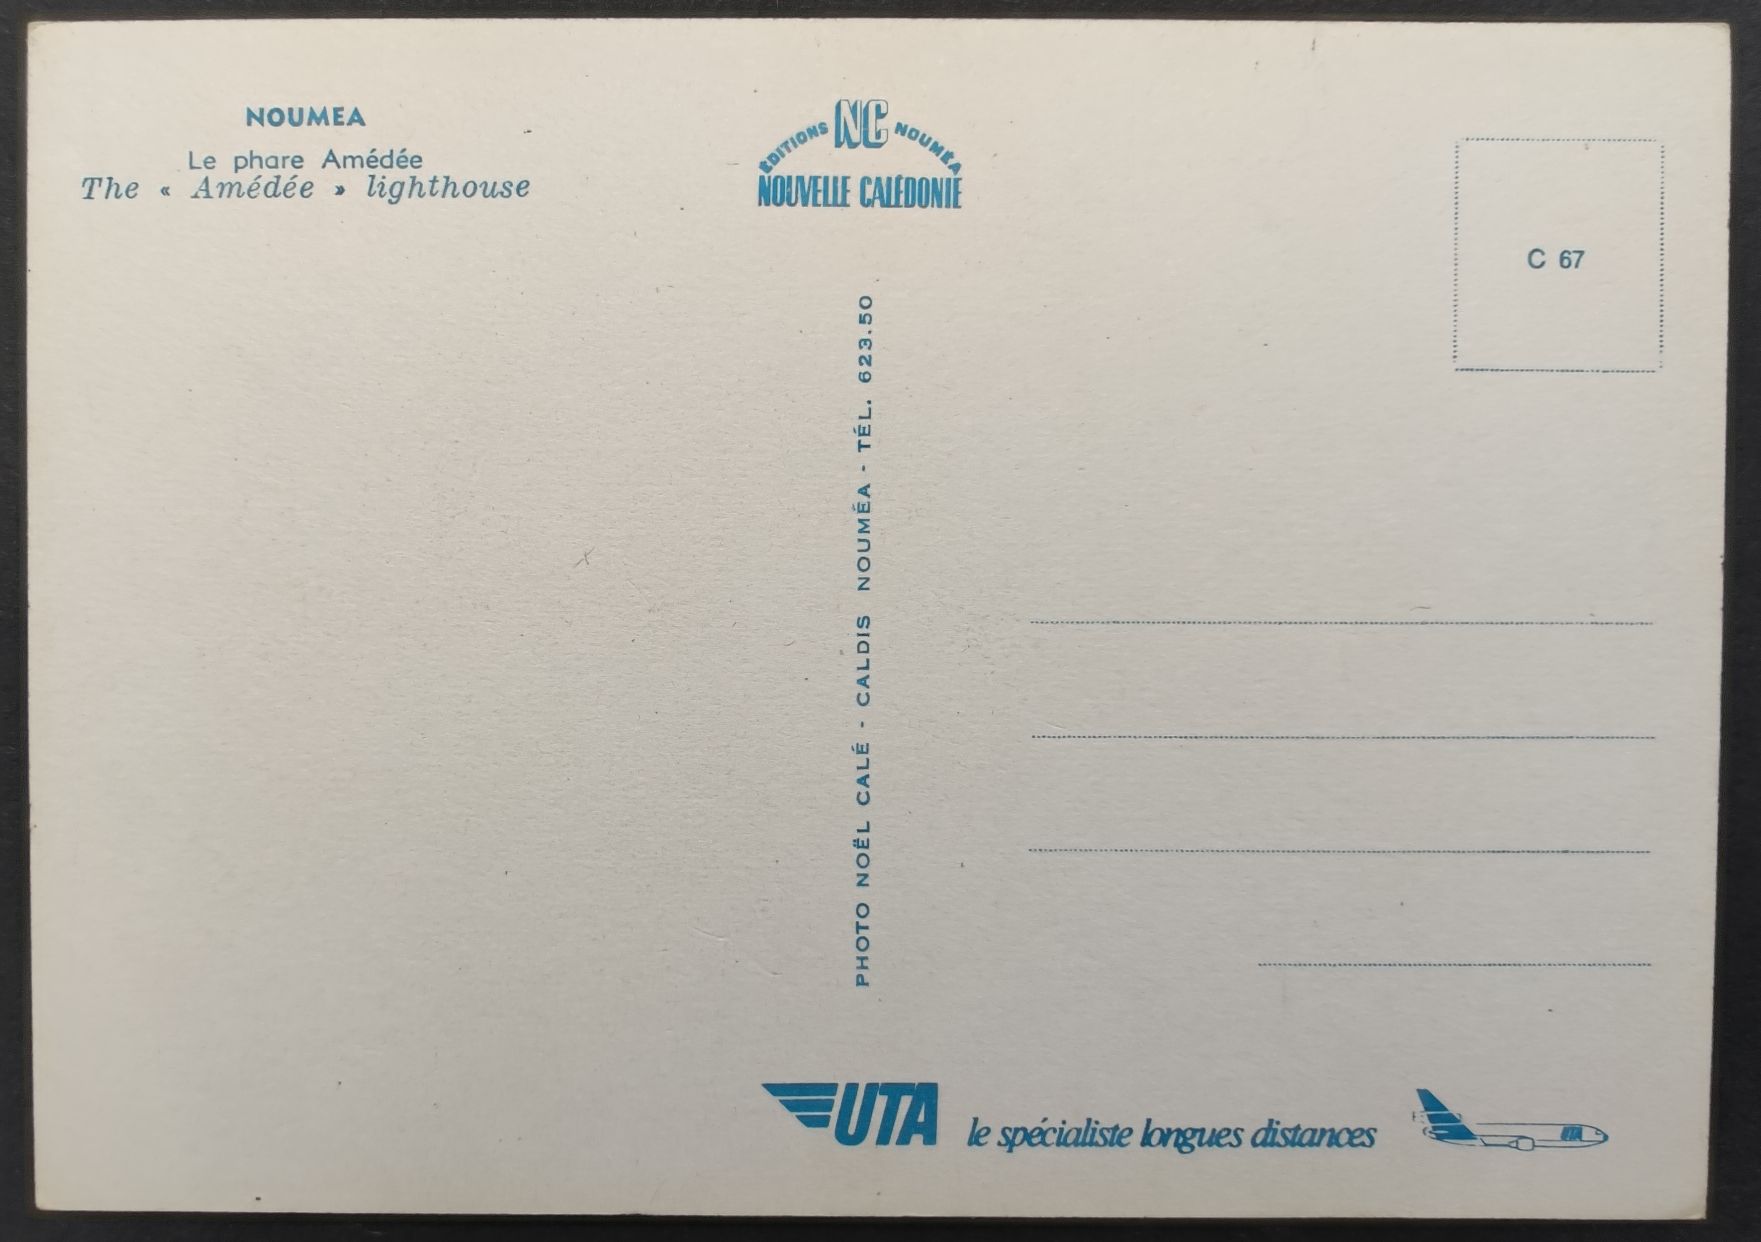 NOUMEA
Le phare Amédée
The « Amédée » lighthouse
ÉDITIONS NC NOUMÉA
NOUVELLE CALÉDONIE
C 67
PHOTO NOËL CALÉ - CALDIS NOUMÉA - TÉL. 623.50
UTA le spécialiste longues distances
UTA